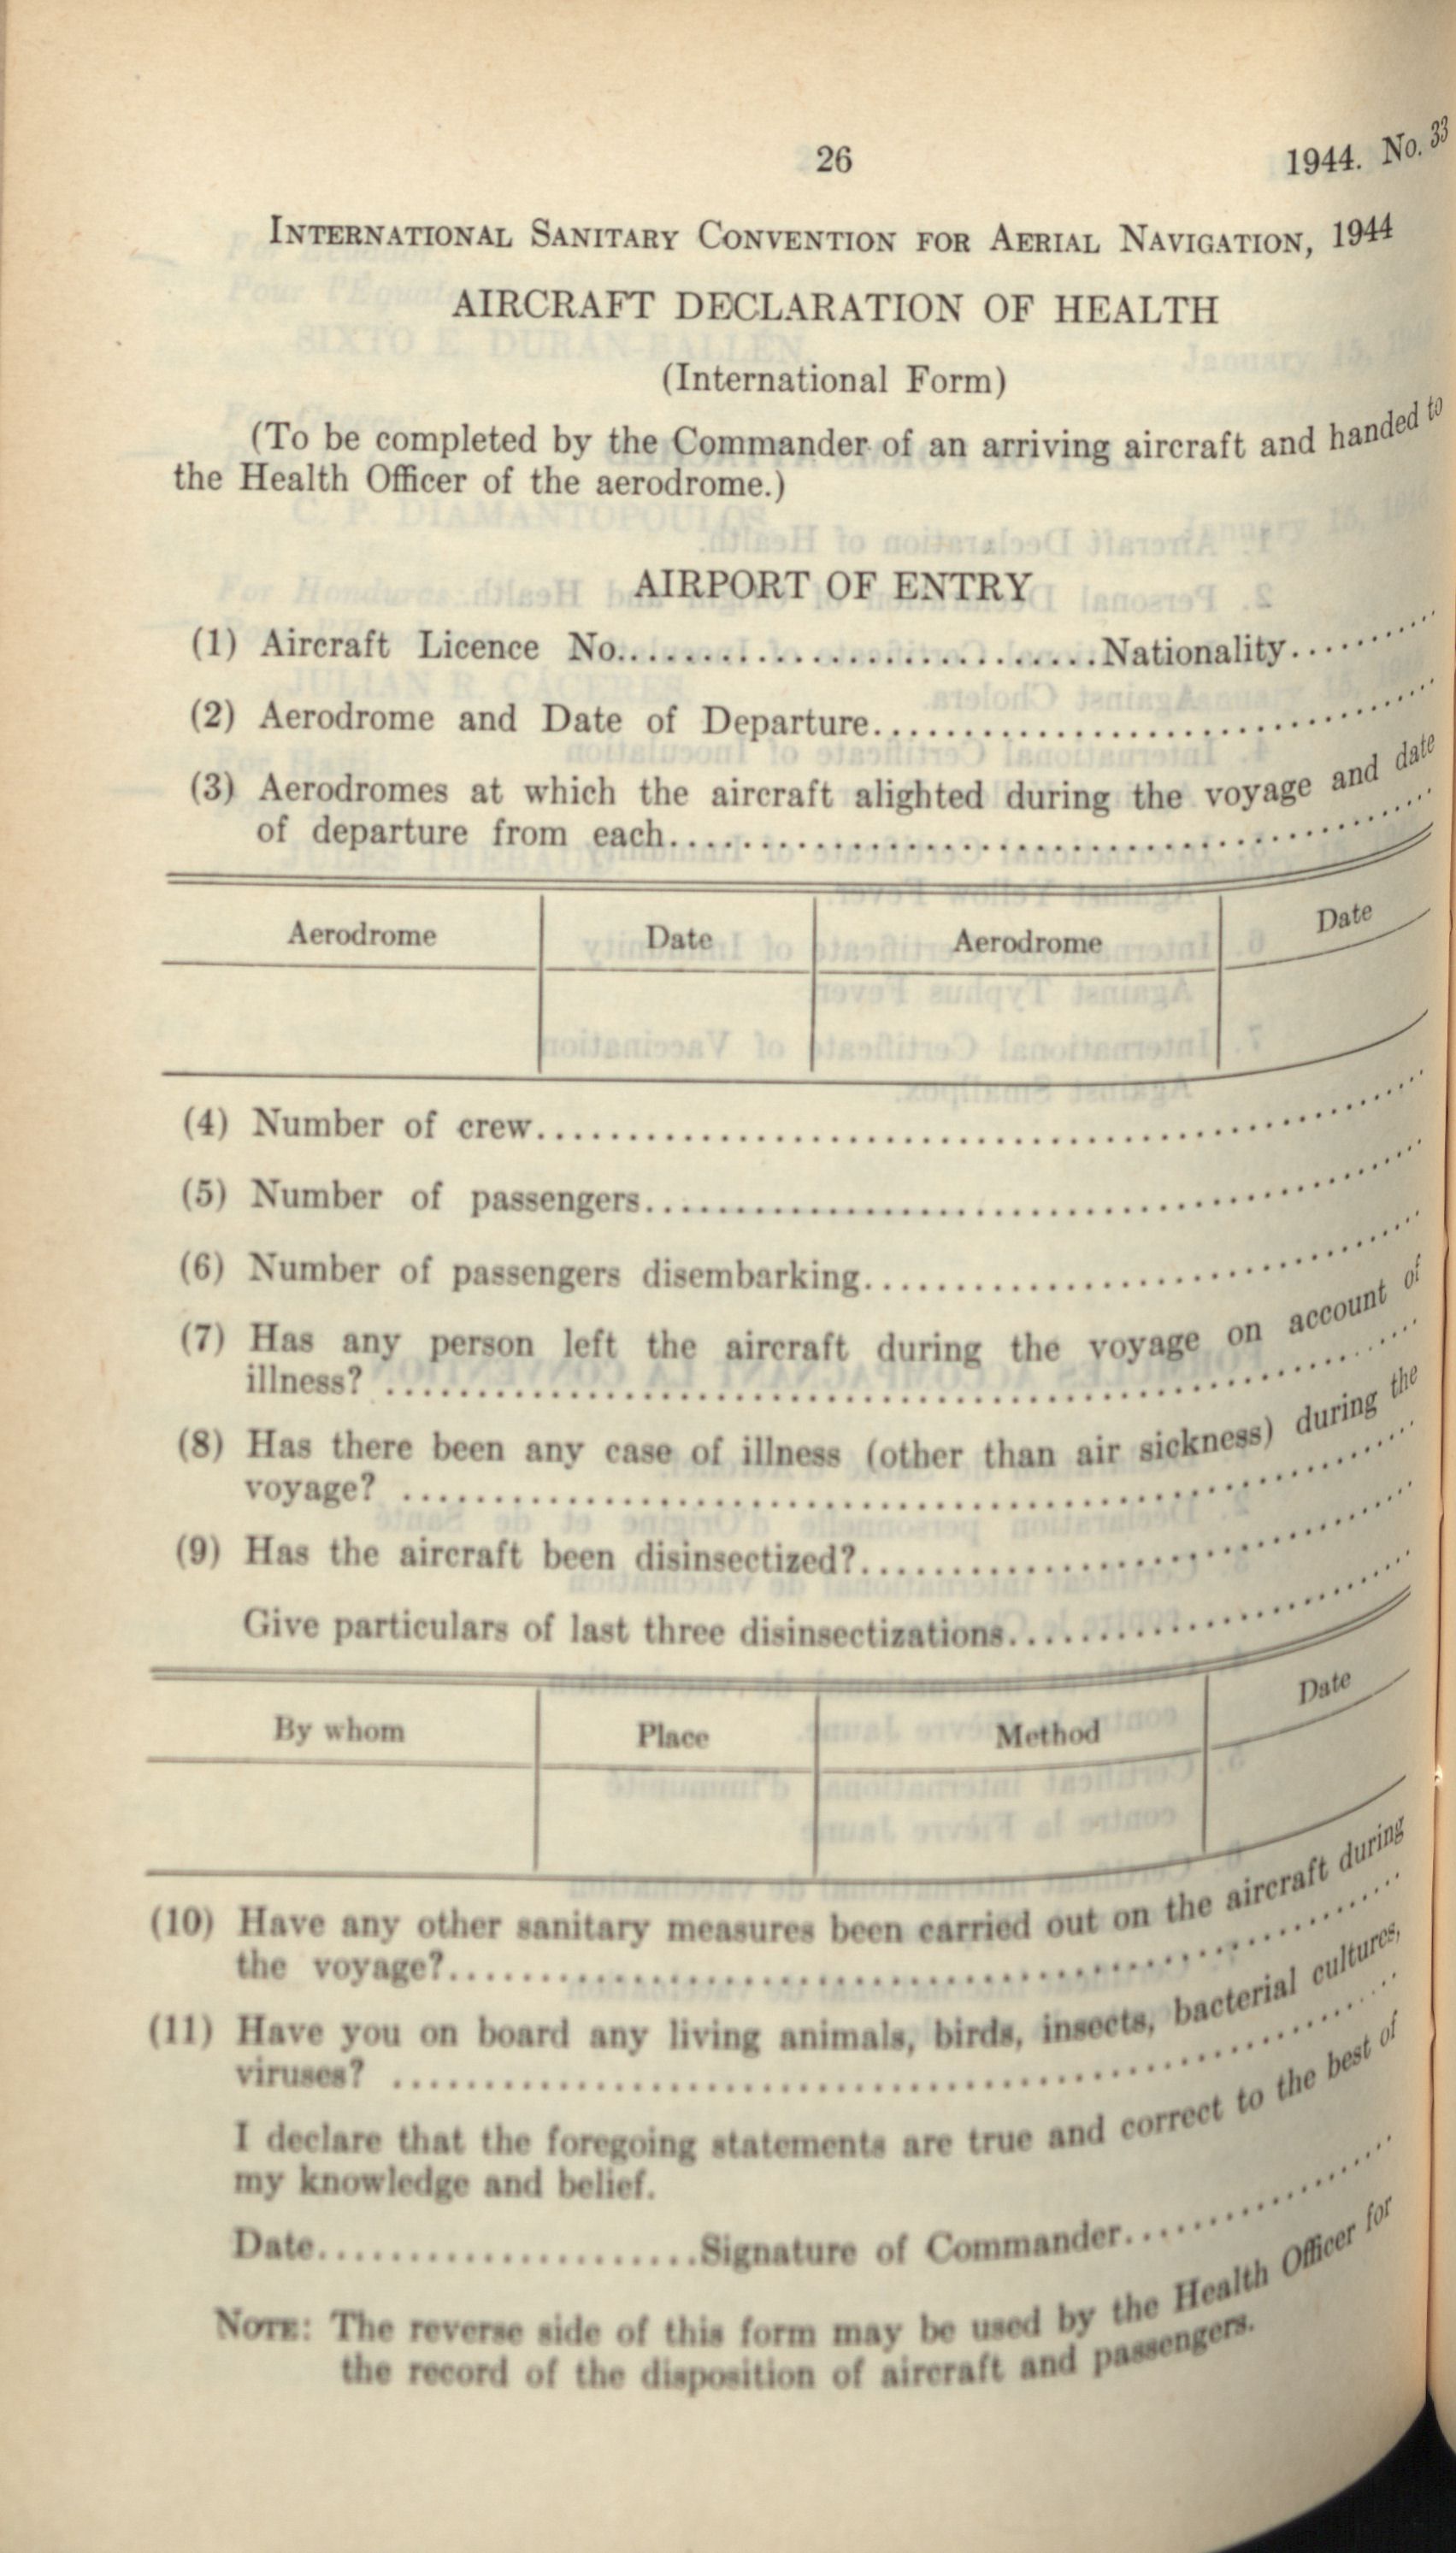 26
1944. No. 33
INTERNATIONAL SANITARY CONVENTION FOR AERIAL NAVIGATION, 1944
AIRCRAFT DECLARATION OF HEALTH
(International Form)
(To be completed by the Commander of an arriving aircraft and handed to
the Health Officer of the aerodrome.)
AIRPORT OF ENTRY
(1) Aircraft Licence No..............................Nationality..........
(2) Aerodrome and Date of Departure..............................
(3) Aerodromes at which the aircraft alighted during the voyage and date
of departure from each........................................
Aerodrome Date Aerodrome Date
(4) Number of crew..................................................
(5) Number of passengers............................................
(6) Number of passengers disembarking..............................
(7) Has any person left the aircraft during the voyage on account of
illness? ........................................................
(8) Has there been any case of illness (other than air sickness) during the
voyage? ........................................................
(9) Has the aircraft been disinsectized?..............................
Give particulars of last three disinsectizations......................
By whom Place Method Date
(10) Have any other sanitary measures been carried out on the aircraft during
the voyage?....................................................
(11) Have you on board any living animals, birds, insects, bacterial cultures,
viruses? ......................................................
I declare that the foregoing statements are true and correct to the best of
my knowledge and belief.
Date......................Signature of Commander..................
NOTE: The reverse side of this form may be used by the Health Officer for
the record of the disposition of aircraft and passengers.